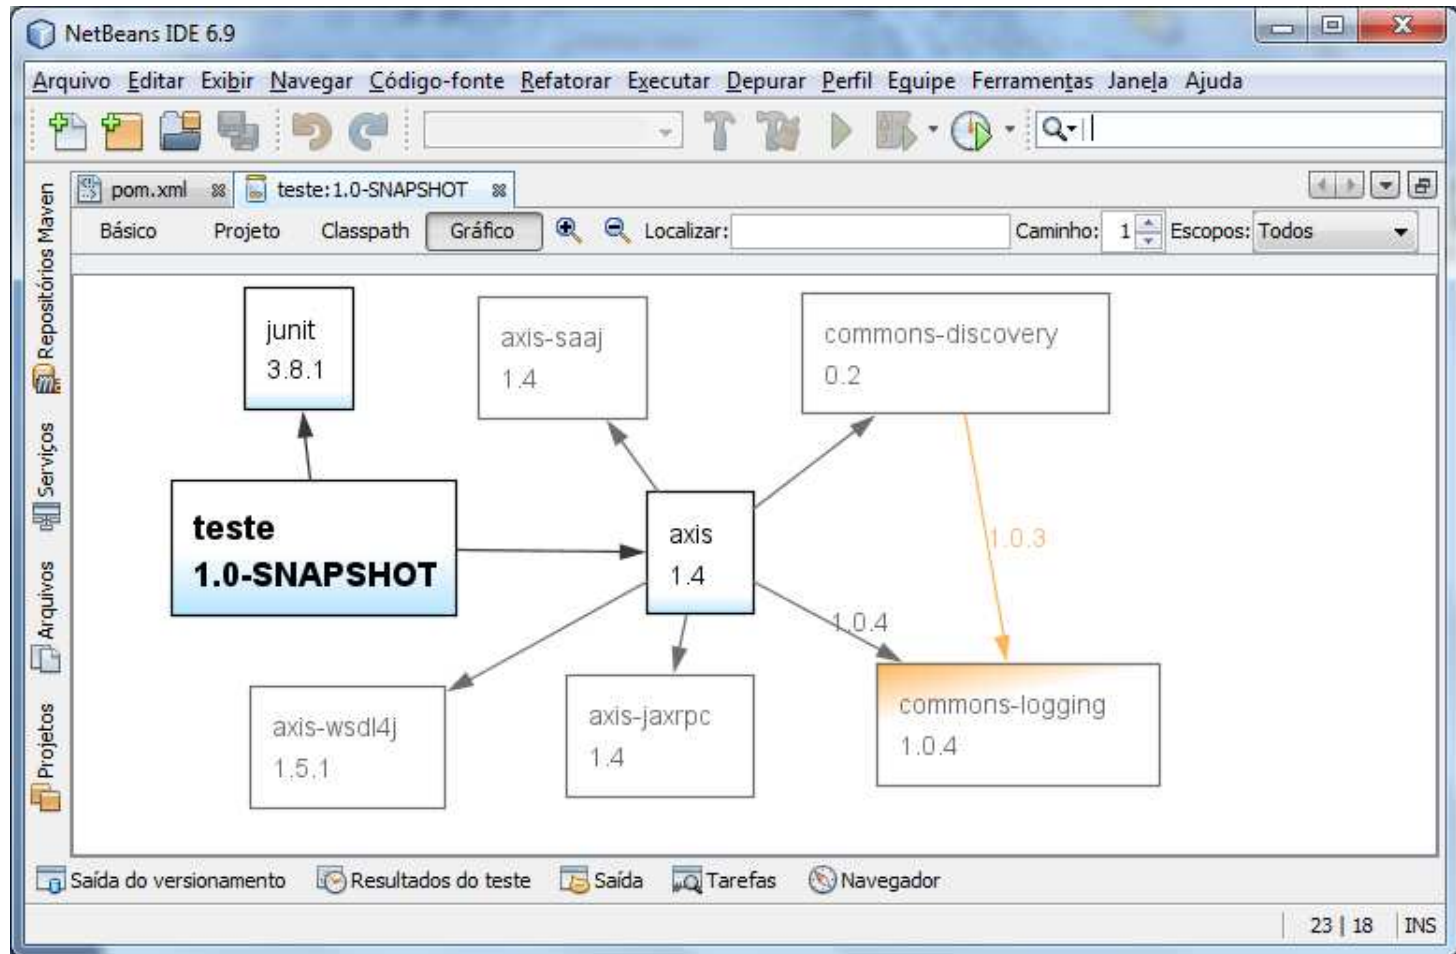 NetBeans IDE 6.9
Arquivo Editar Exibir Navegar Código-fonte Refatorar Executar Depurar Perfil Equipe Ferramentas Janela Ajuda
pom.xml teste:1.0-SNAPSHOT
Básico Projeto Classpath Gráfico Localizar: Caminho: 1 Escopos: Todos
Repositórios Maven
Serviços
Arquivos
Projetos
junit
3.8.1
axis-saaj
1.4
commons-discovery
0.2
teste
1.0-SNAPSHOT
axis
1.4
1.0.3
1.0.4
axis-wsdl4j
1.5.1
axis-jaxrpc
1.4
commons-logging
1.0.4
Saída do versionamento Resultados do teste Saída Tarefas Navegador
23 | 18 INS